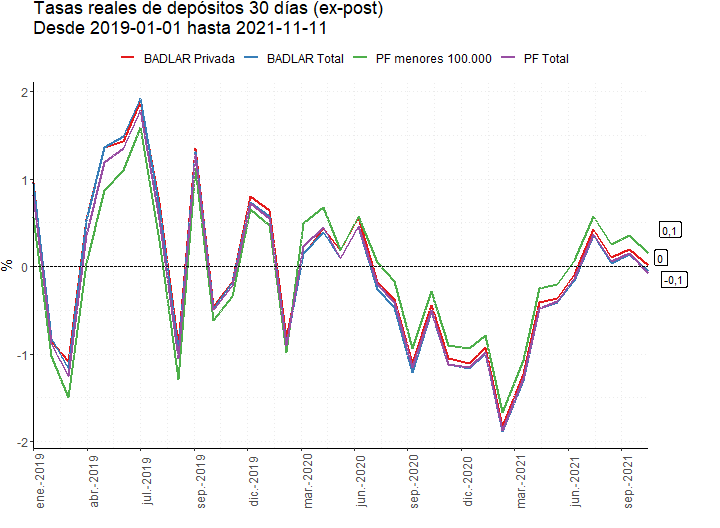 Tasas reales de depósitos 30 días (ex-post)
Desde 2019-01-01 hasta 2021-11-11
BADLAR Privada BADLAR Total PF menores 100.000 PF Total
%
2
1
0
-1
-2
0,1
0
-0,1
ene.-2019 abr.-2019 jul.-2019 sep.-2019 dic.-2019 mar.-2020 jun.-2020 sep.-2020 dic.-2020 mar.-2021 jun.-2021 sep.-2021